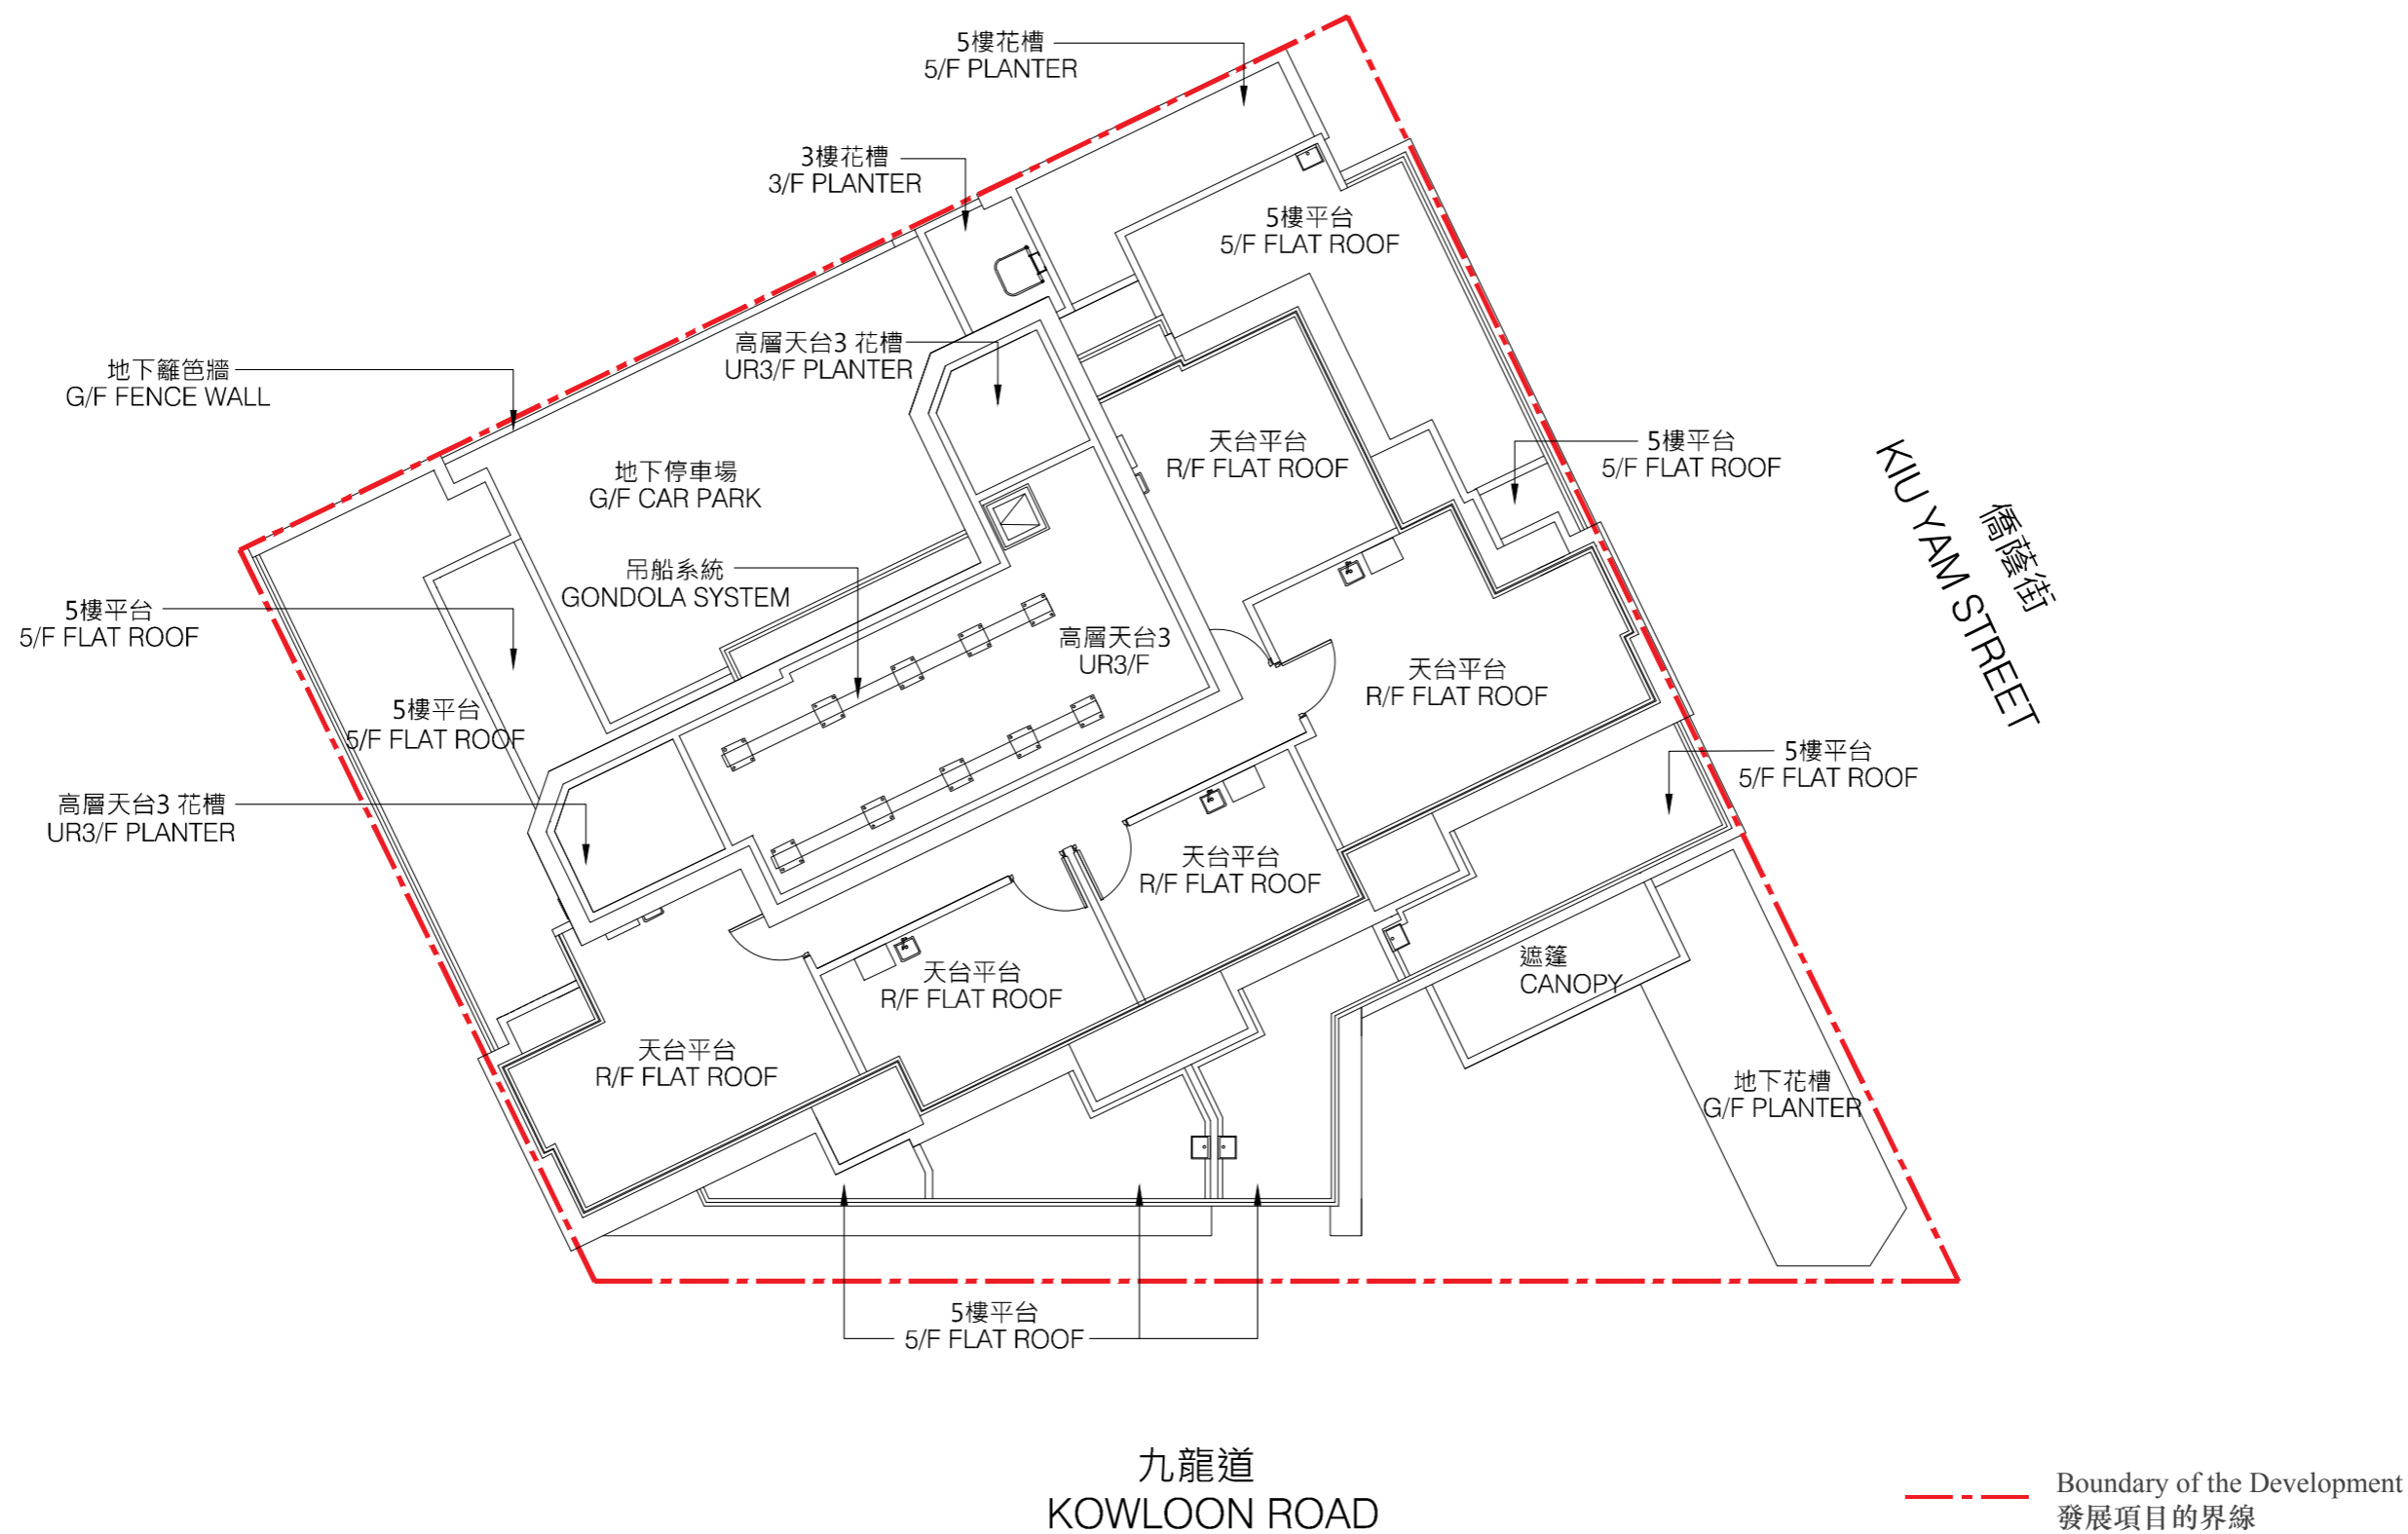 5樓花槽
5/F PLANTER
3樓花槽
3/F PLANTER
5樓平台
5/F FLAT ROOF
高層天台3 花槽
UR3/F PLANTER
地下籬笆牆
G/F FENCE WALL
天台平台
R/F FLAT ROOF
5樓平台
5/F FLAT ROOF
地下停車場
G/F CAR PARK
僑蔭街
KIU YAM STREET
吊船系統
GONDOLA SYSTEM
5樓平台
5/F FLAT ROOF
高層天台3
UR3/F
天台平台
R/F FLAT ROOF
5樓平台
5/F FLAT ROOF
5樓平台
5/F FLAT ROOF
高層天台3 花槽
UR3/F PLANTER
天台平台
R/F FLAT ROOF
遮篷
CANOPY
天台平台
R/F FLAT ROOF
天台平台
R/F FLAT ROOF
地下花槽
G/F PLANTER
5樓平台
5/F FLAT ROOF
九龍道
KOWLOON ROAD
Boundary of the Development
發展項目的界線